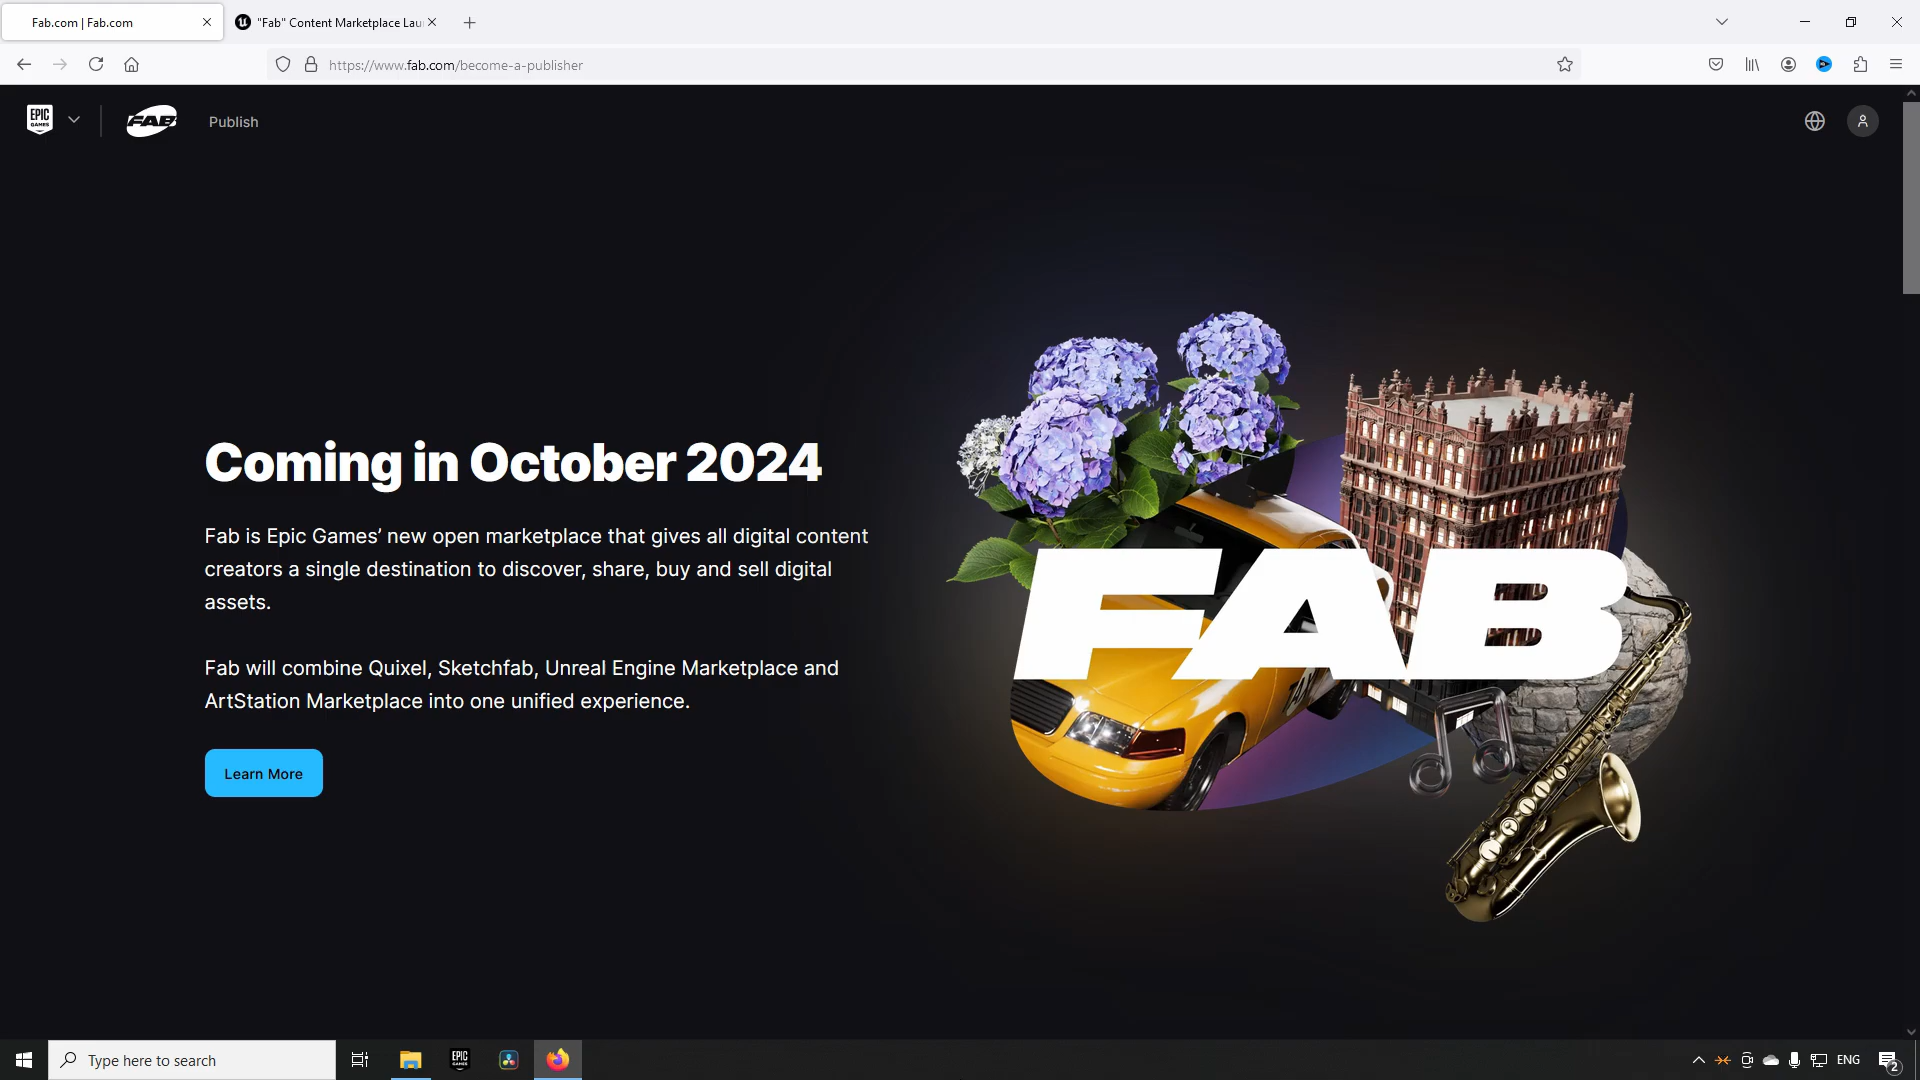 Fab.com | Fab.com
"Fab" Content Marketplace Lau
https://www.fab.com/become-a-publisher
EPIC
GAMES
FAB
Publish
Coming in October 2024
Fab is Epic Games’ new open marketplace that gives all digital content
creators a single destination to discover, share, buy and sell digital
assets.
Fab will combine Quixel, Sketchfab, Unreal Engine Marketplace and
ArtStation Marketplace into one unified experience.
Learn More
FAB
Type here to search
EPIC
GAMES
ENG
2